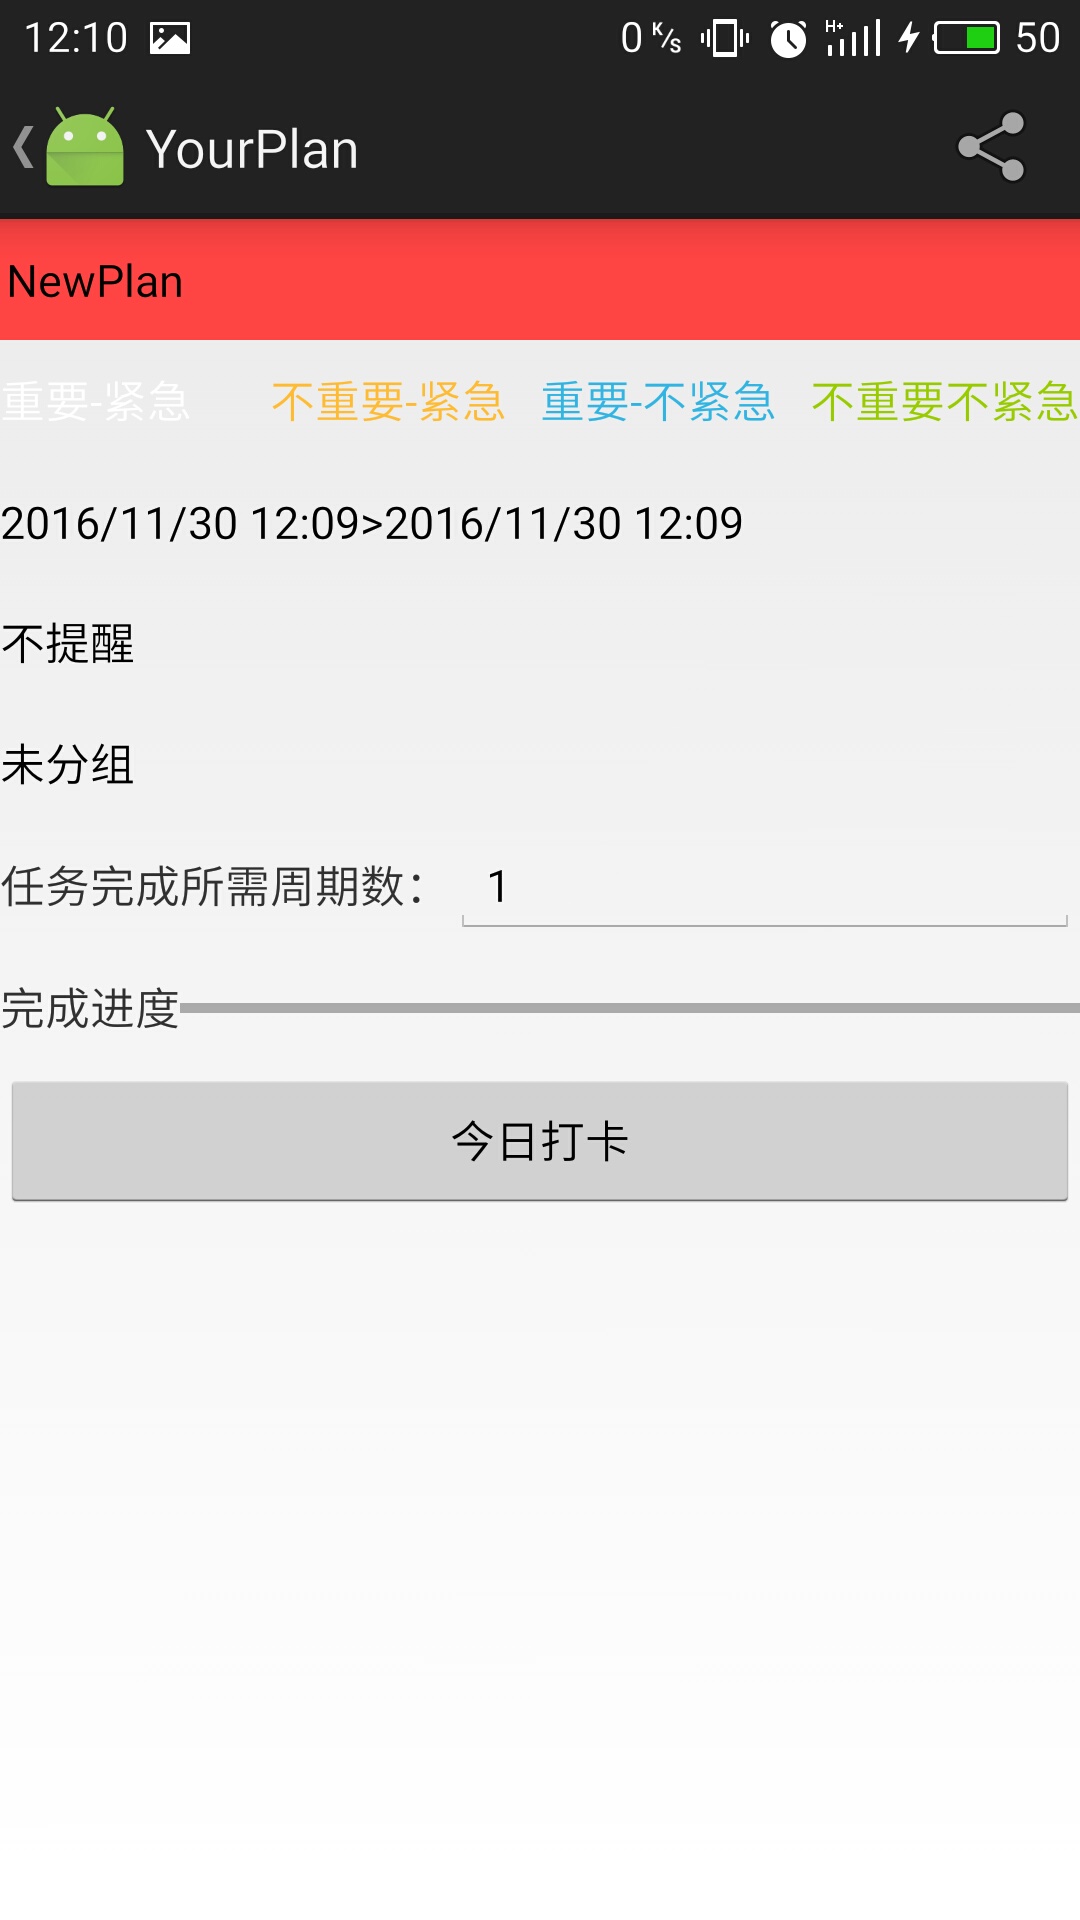 12:10 0 K/s H+ 50
YourPlan
NewPlan
重要-紧急 不重要-紧急 重要-不紧急 不重要不紧急
2016/11/30 12:09>2016/11/30 12:09
不提醒
未分组
任务完成所需周期数： 1
完成进度
今日打卡